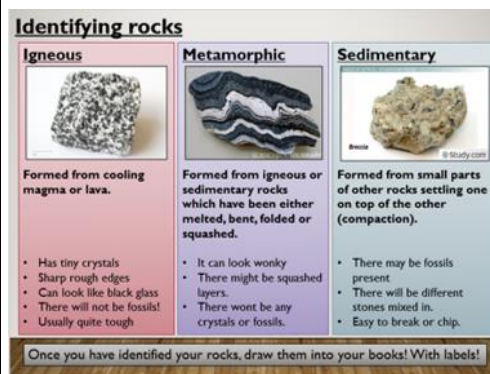 Identifying rocks
Igneous
Formed from cooling
magma or lava.
• Has tiny crystals
• Sharp rough edges
• Can look like black glass
• There will not be fossils!
• Usually quite tough
Metamorphic
Formed from igneous or
sedimentary rocks
which have been either
melted, bent, folded or
squashed.
• It can look wonky
• There might be squashed
layers.
• There wont be any
crystals or fossils.
Sedimentary
Breccia
© Study.com
Formed from small parts
of other rocks settling one
on top of the other
(compaction).
• There may be fossils
present
• There will be different
stones mixed in.
• Easy to break or chip.
Once you have identified your rocks, draw them into your books! With labels!